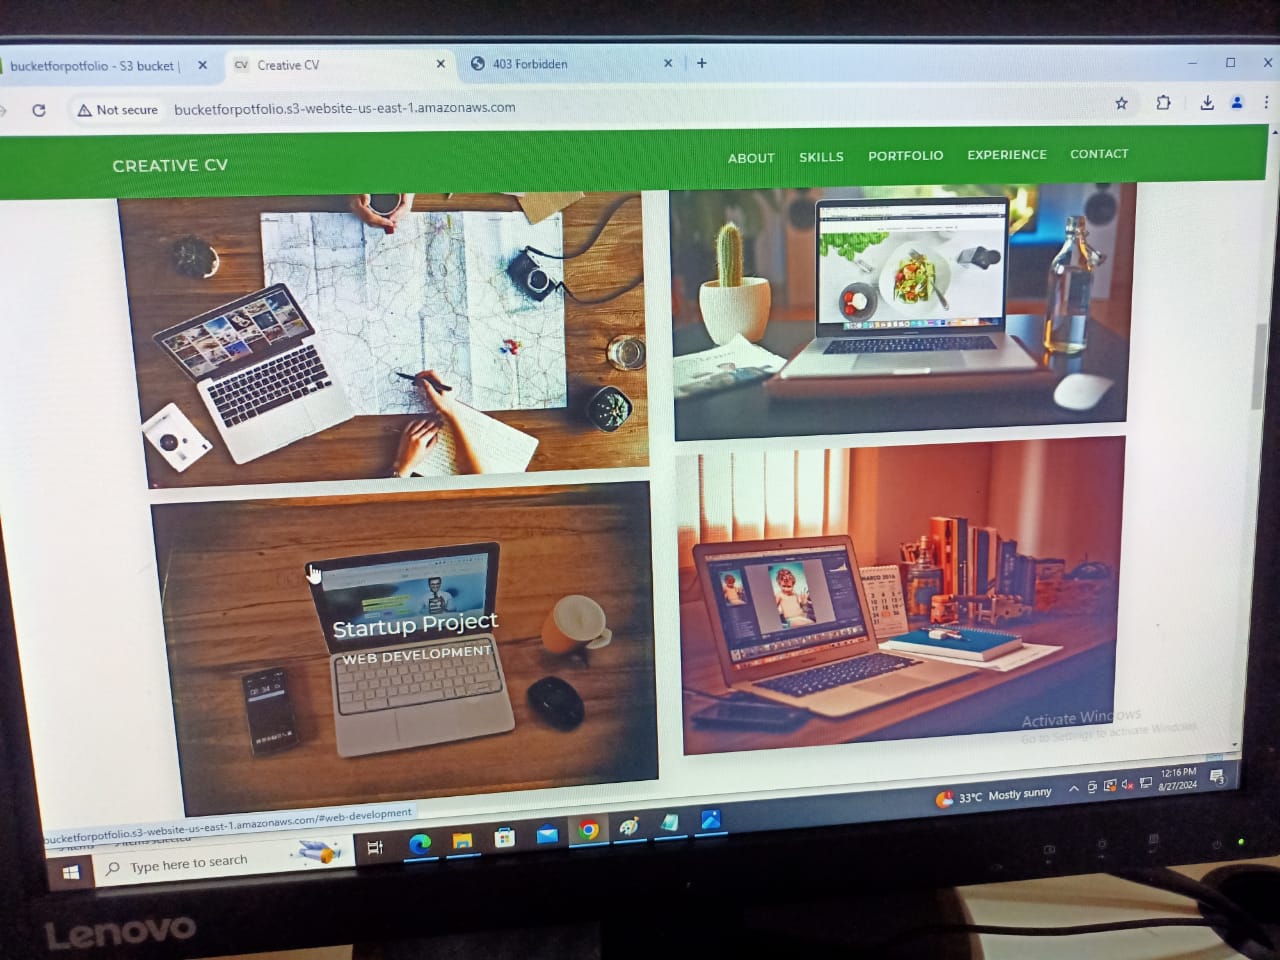 bucketforpotfolio - S3 bucket |
CV Creative CV
403 Forbidden
Not secure bucketforpotfolio.s3-website-us-east-1.amazonaws.com
CREATIVE CV
ABOUT SKILLS PORTFOLIO EXPERIENCE CONTACT
MARCO 2016
Startup Project
WEB DEVELOPMENT
Activate Windows
Go to Settings to activate Windows.
bucketforpotfolio.s3-website-us-east-1.amazonaws.com/#web-development
Type here to search
33°C Mostly sunny
12:16 PM
8/27/2024
3
Lenovo